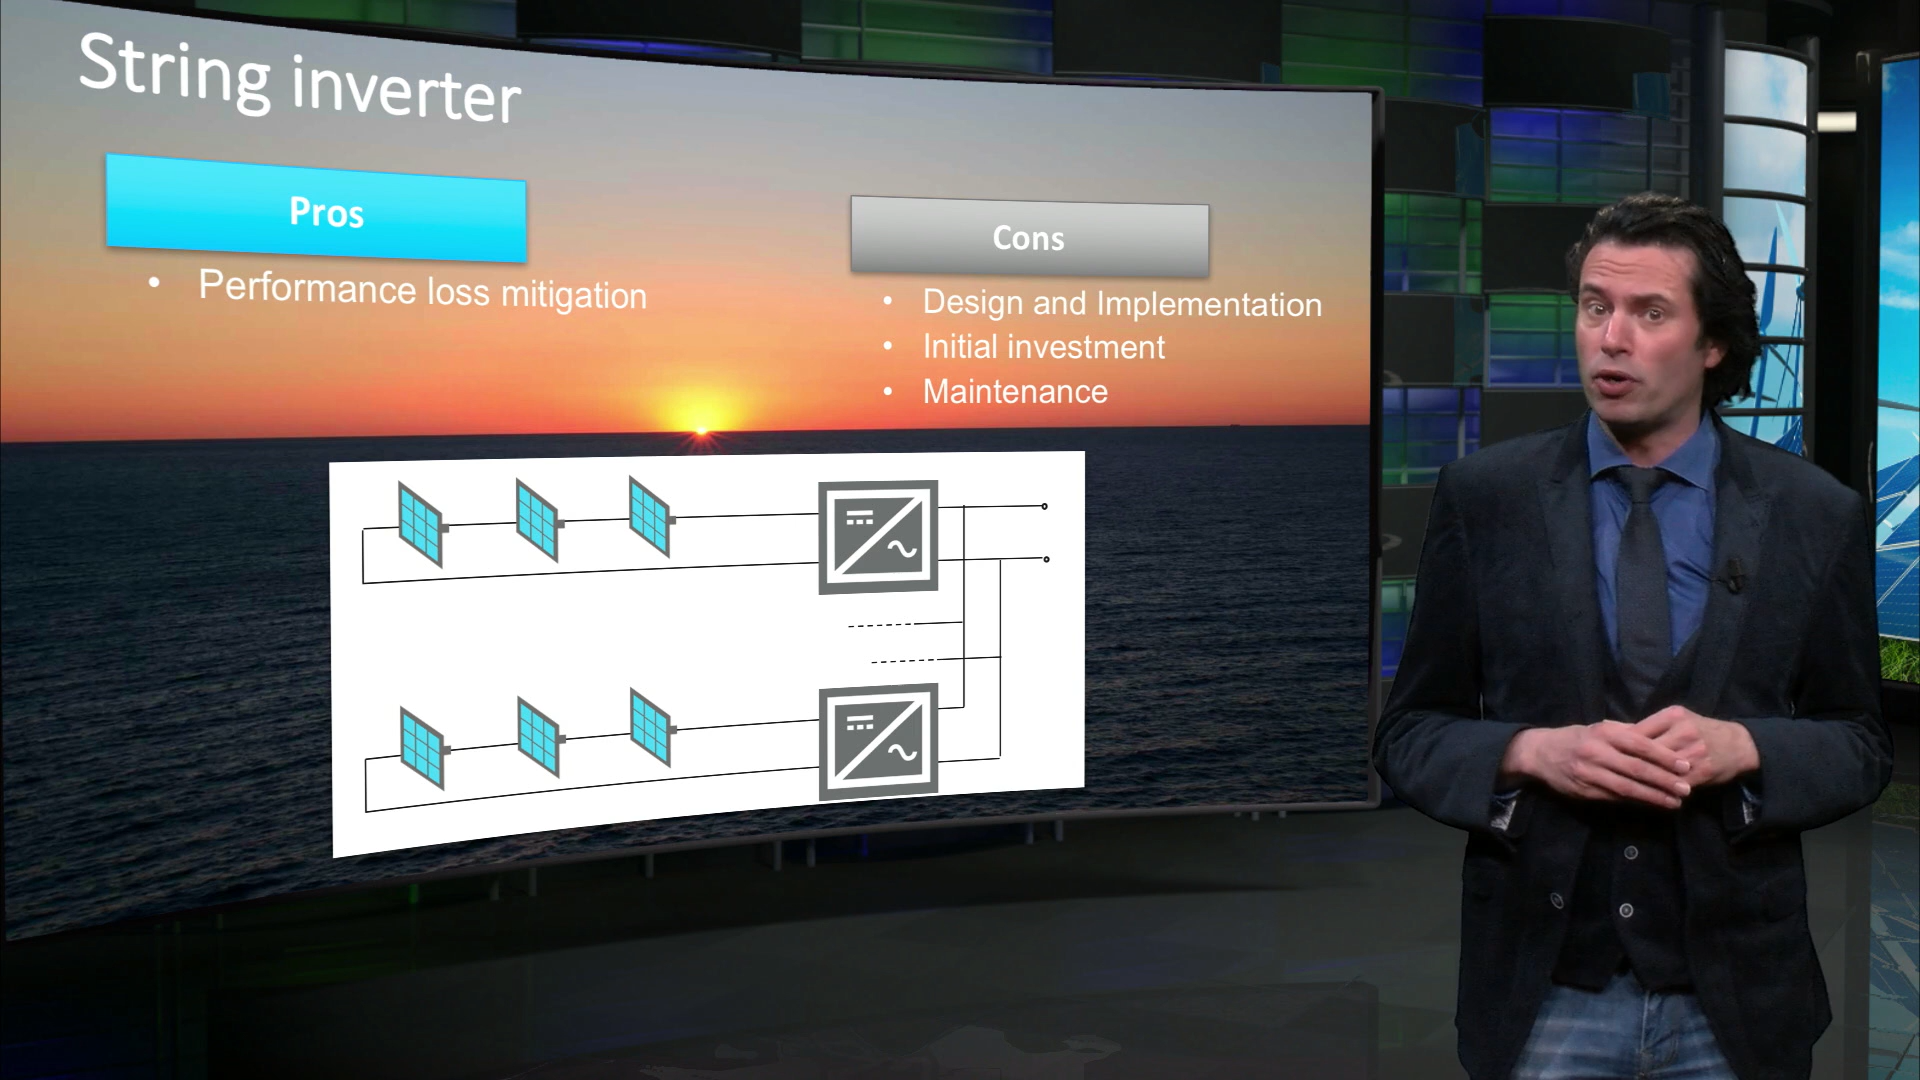 String inverter
Pros
• Performance loss mitigation
Cons
• Design and Implementation
• Initial investment
• Maintenance